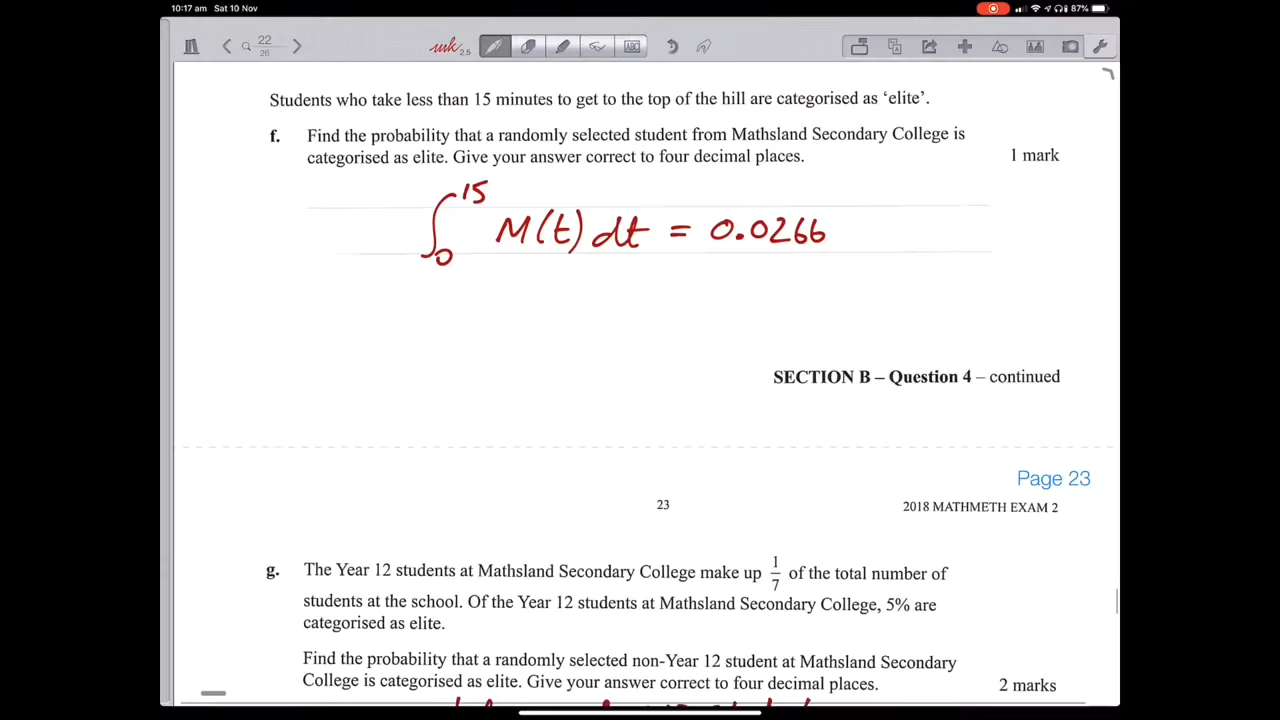 10:17 am Sat 10 Nov
87%
22
26
2.5
ABC
Students who take less than 15 minutes to get to the top of the hill are categorised as ‘elite’.
f. Find the probability that a randomly selected student from Mathsland Secondary College is
categorised as elite. Give your answer correct to four decimal places. 1 mark
∫₀¹⁵ M(t) dt = 0.0266
SECTION B – Question 4 – continued
Page 23
23
2018 MATHMETH EXAM 2
g. The Year 12 students at Mathsland Secondary College make up 1/7 of the total number of
students at the school. Of the Year 12 students at Mathsland Secondary College, 5% are
categorised as elite.
Find the probability that a randomly selected non-Year 12 student at Mathsland Secondary
College is categorised as elite. Give your answer correct to four decimal places. 2 marks